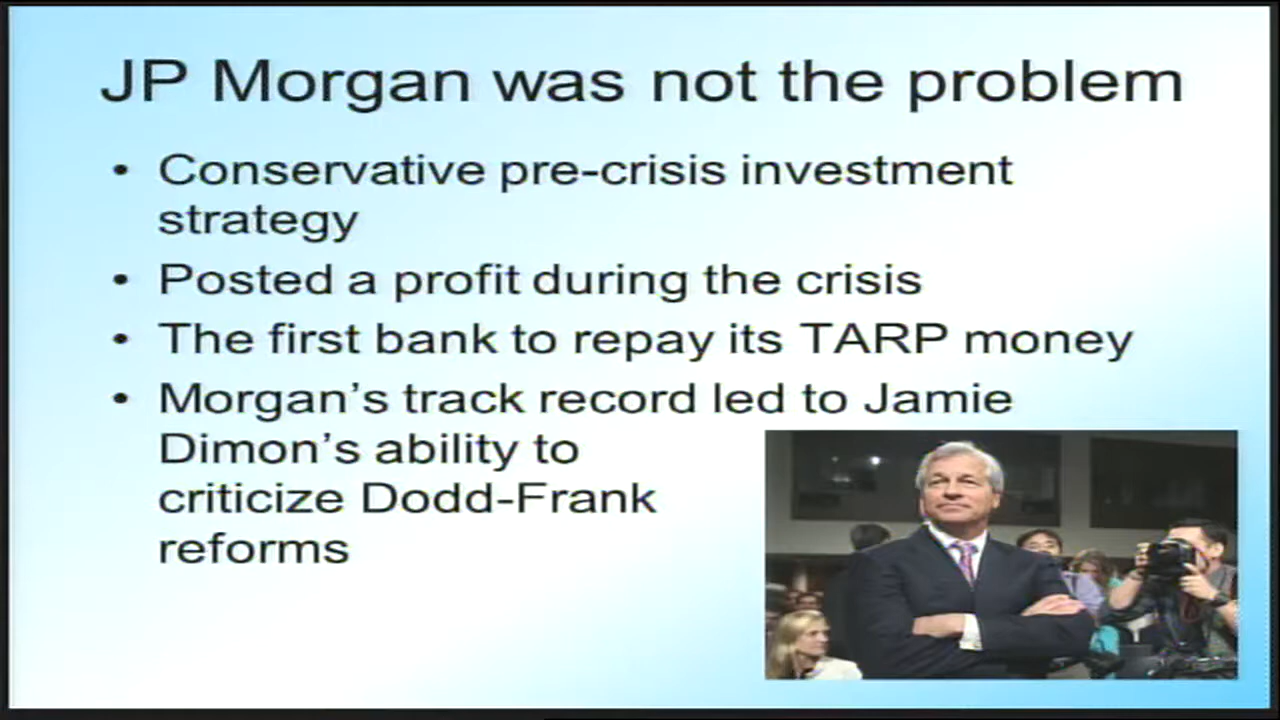 JP Morgan was not the problem
• Conservative pre-crisis investment
strategy
• Posted a profit during the crisis
• The first bank to repay its TARP money
• Morgan's track record led to Jamie
Dimon's ability to
criticize Dodd-Frank
reforms